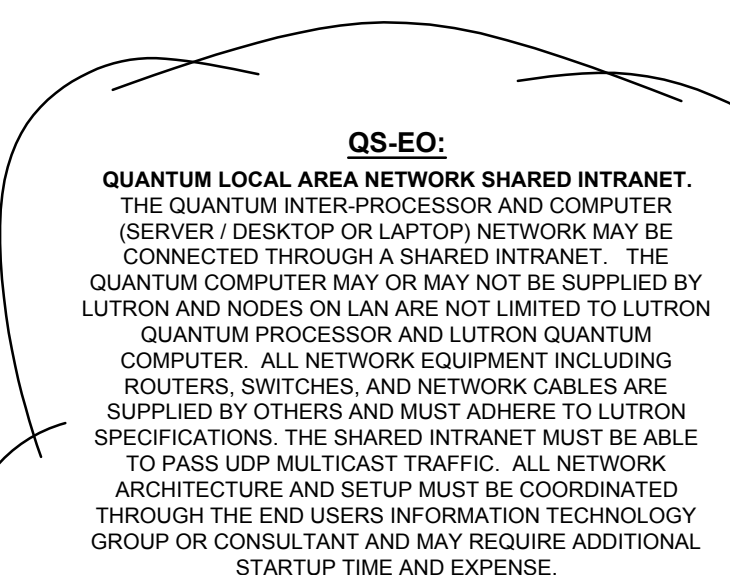 QS-EO:
QUANTUM LOCAL AREA NETWORK SHARED INTRANET.
THE QUANTUM INTER-PROCESSOR AND COMPUTER
(SERVER / DESKTOP OR LAPTOP) NETWORK MAY BE
CONNECTED THROUGH A SHARED INTRANET.   THE
QUANTUM COMPUTER MAY OR MAY NOT BE SUPPLIED BY
LUTRON AND NODES ON LAN ARE NOT LIMITED TO LUTRON
QUANTUM PROCESSOR AND LUTRON QUANTUM
COMPUTER.  ALL NETWORK EQUIPMENT INCLUDING
ROUTERS, SWITCHES, AND NETWORK CABLES ARE
SUPPLIED BY OTHERS AND MUST ADHERE TO LUTRON
SPECIFICATIONS. THE SHARED INTRANET MUST BE ABLE
TO PASS UDP MULTICAST TRAFFIC.  ALL NETWORK
ARCHITECTURE AND SETUP MUST BE COORDINATED
THROUGH THE END USERS INFORMATION TECHNOLOGY
GROUP OR CONSULTANT AND MAY REQUIRE ADDITIONAL
STARTUP TIME AND EXPENSE.